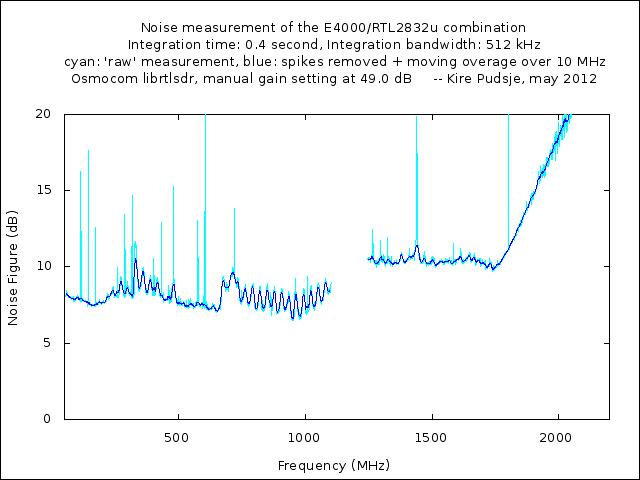 Noise measurement of the E4000/RTL2832u combination
Integration time: 0.4 second, Integration bandwidth: 512 kHz
cyan: 'raw' measurement, blue: spikes removed + moving overage over 10 MHz
Osmocom librtlsdr, manual gain setting at 49.0 dB -- Kire Pudsje, may 2012
20
15
10
5
0
Noise Figure (dB)
500 1000 1500 2000
Frequency (MHz)